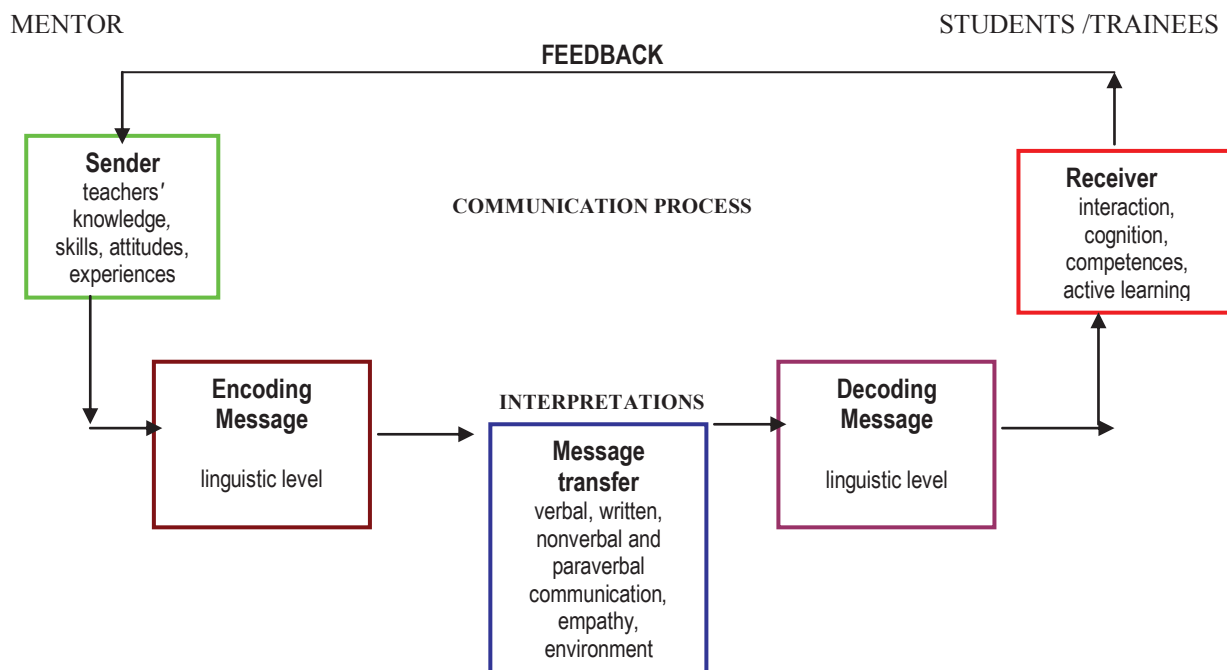 MENTOR
STUDENTS /TRAINEES
FEEDBACK
Sender
teachers'
knowledge,
skills, attitudes,
experiences
COMMUNICATION PROCESS
Receiver
interaction,
cognition,
competences,
active learning
Encoding
Message
linguistic level
INTERPRETATIONS
Message
transfer
verbal, written,
nonverbal and
paraverbal
communication,
empathy,
environment
Decoding
Message
linguistic level